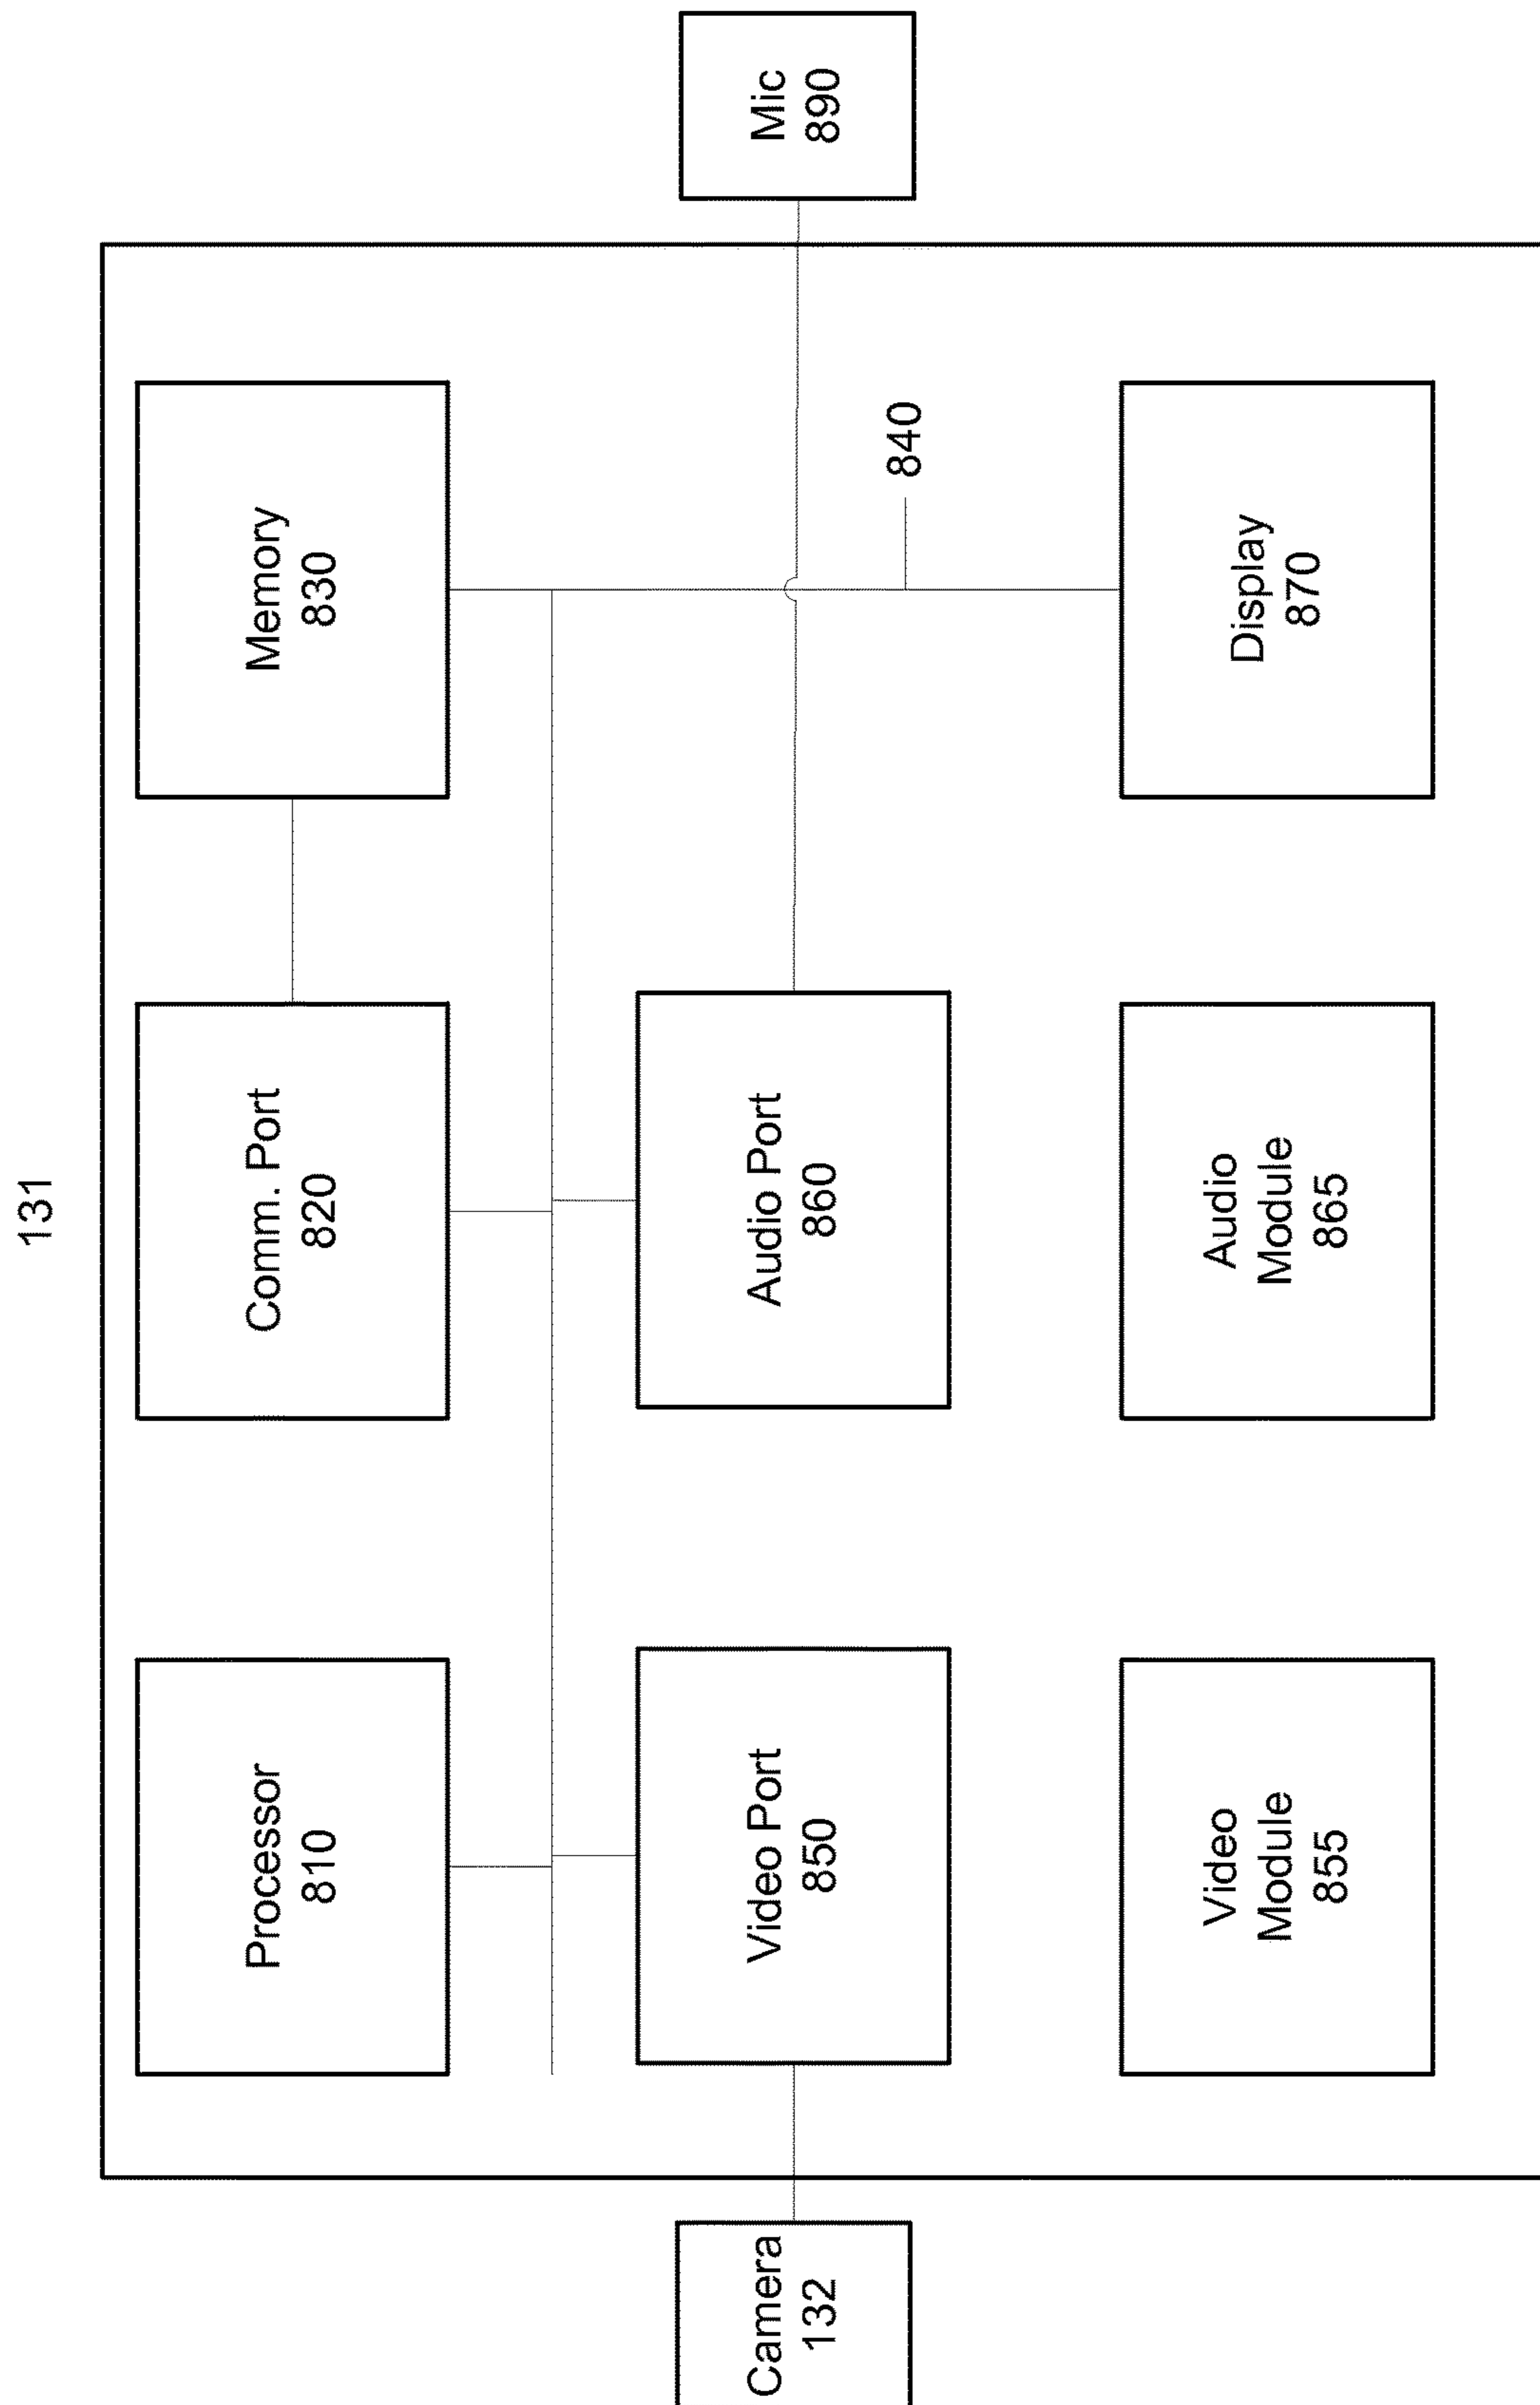 131
Processor
810
Comm. Port
820
Memory
830
Camera
132
Video Port
850
Audio Port
860
840
Mic
890
Video
Module
855
Audio
Module
865
Display
870